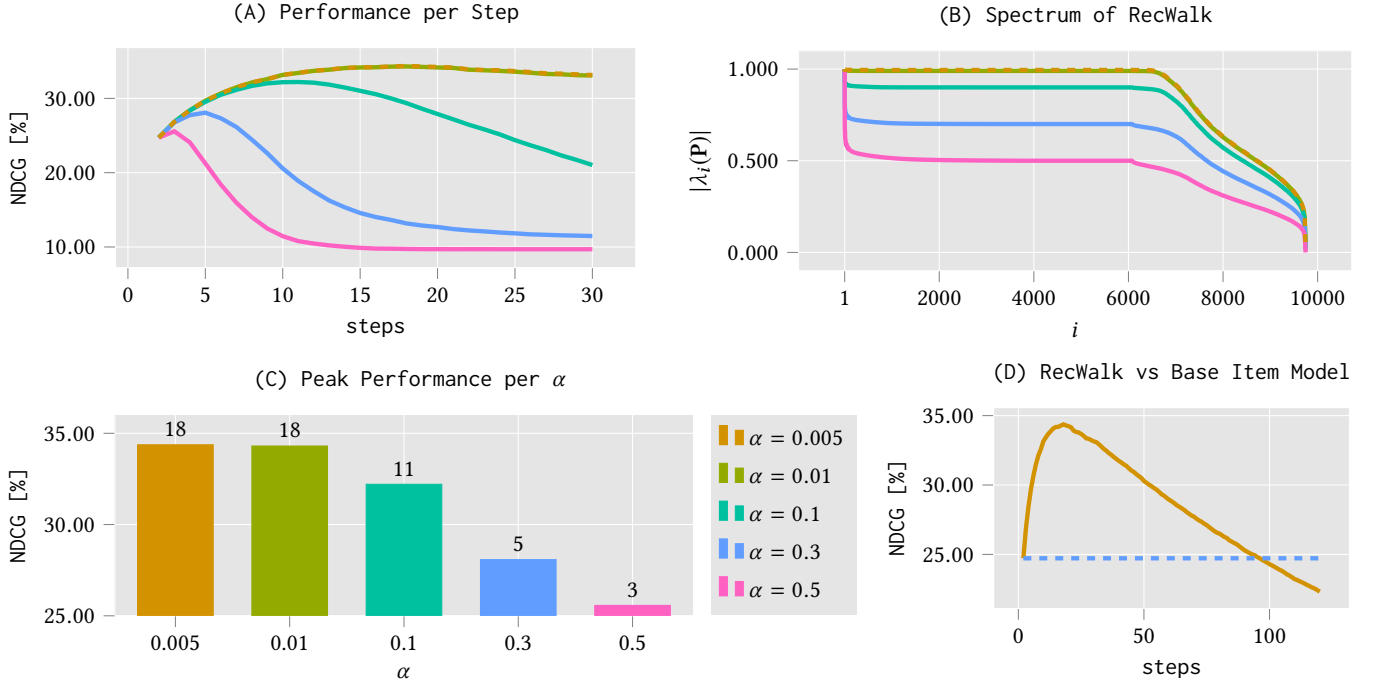 (A) Performance per Step
NDCG [%]
30.00
20.00
10.00
0 5 10 15 20 25 30
steps
(B) Spectrum of RecWalk
|λi(P)|
1.000
0.500
0.000
1 2000 4000 6000 8000 10000
i
(C) Peak Performance per α
NDCG [%]
35.00
30.00
25.00
18 18 11 5 3
0.005 0.01 0.1 0.3 0.5
α
α = 0.005
α = 0.01
α = 0.1
α = 0.3
α = 0.5
(D) RecWalk vs Base Item Model
NDCG [%]
35.00
30.00
25.00
0 50 100
steps